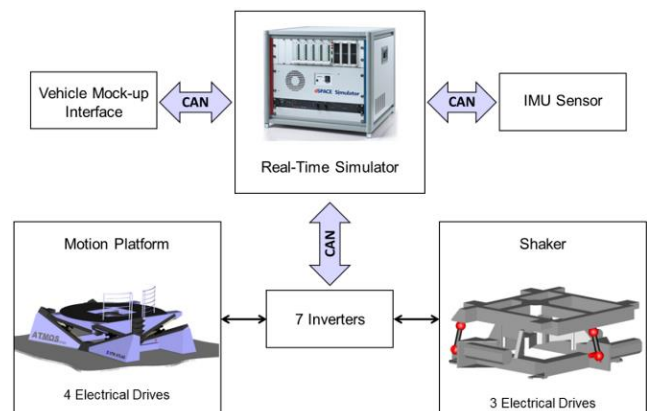 Vehicle Mock-up
Interface
CAN
dSPACE Simulator
CAN
IMU Sensor
Real-Time Simulator
CAN
Motion Platform
ATMOS
4 Electrical Drives
7 Inverters
Shaker
3 Electrical Drives